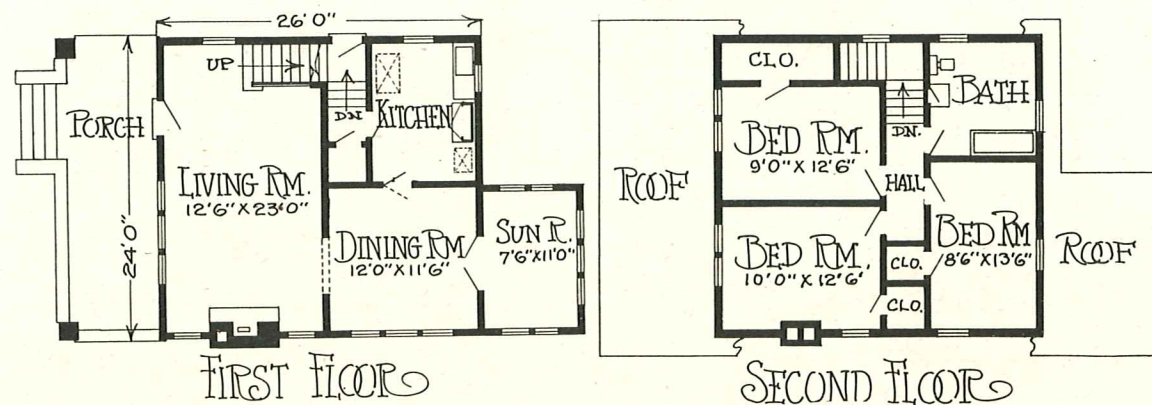 26'0"
UP
DN
PORCH
KITCHEN
LIVING RM.
12'6" X 23'0"
24'0"
DINING RM
12'0" X 11'6"
SUN R.
7'6" X 11'0"
FIRST FLOOR
CLO.
BATH
DN.
BED RM.
9'0" X 12'6"
ROOF
HALL
BED RM.
10'0" X 12'6"
CLO.
BED RM
8'6" X 13'6"
ROOF
CLO.
SECOND FLOOR